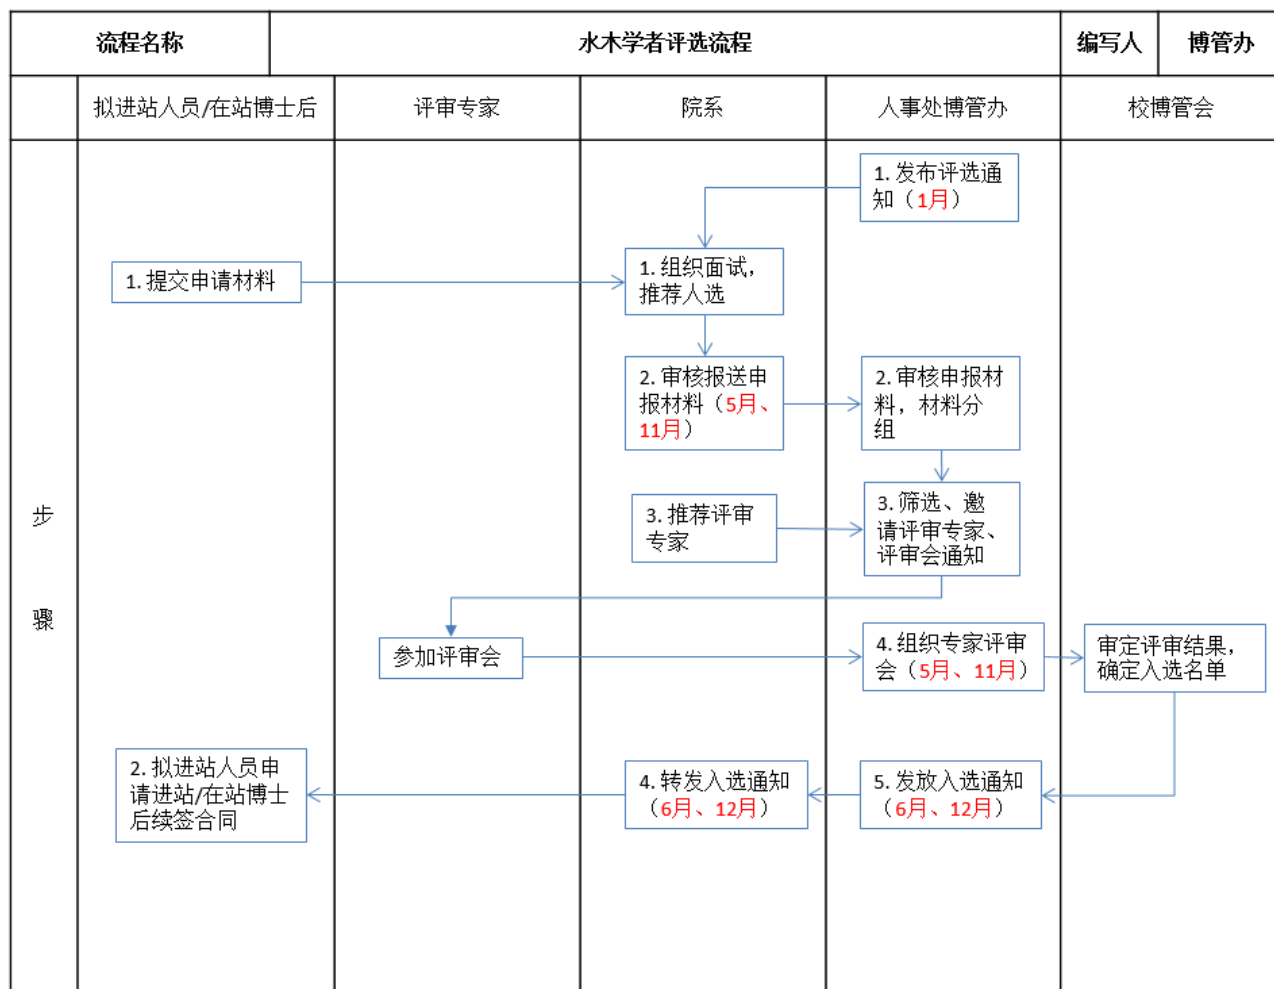 流程名称
水木学者评选流程
编写人
博管办
拟进站人员/在站博士后
评审专家
院系
人事处博管办
校博管会
步
骤
1. 发布评选通
知（1月）
1. 提交申请材料
1. 组织面试，
推荐人选
2. 审核报送申
报材料（5月、
11月）
2. 审核申报材
料，材料分
组
3. 推荐评审
专家
3. 筛选、邀
请评审专家、
评审会通知
参加评审会
4. 组织专家评审
会（5月、11月）
审定评审结果，
确定入选名单
2. 拟进站人员申
请进站/在站博士
后续签合同
4. 转发入选通知
（6月、12月）
5. 发放入选通知
（6月、12月）